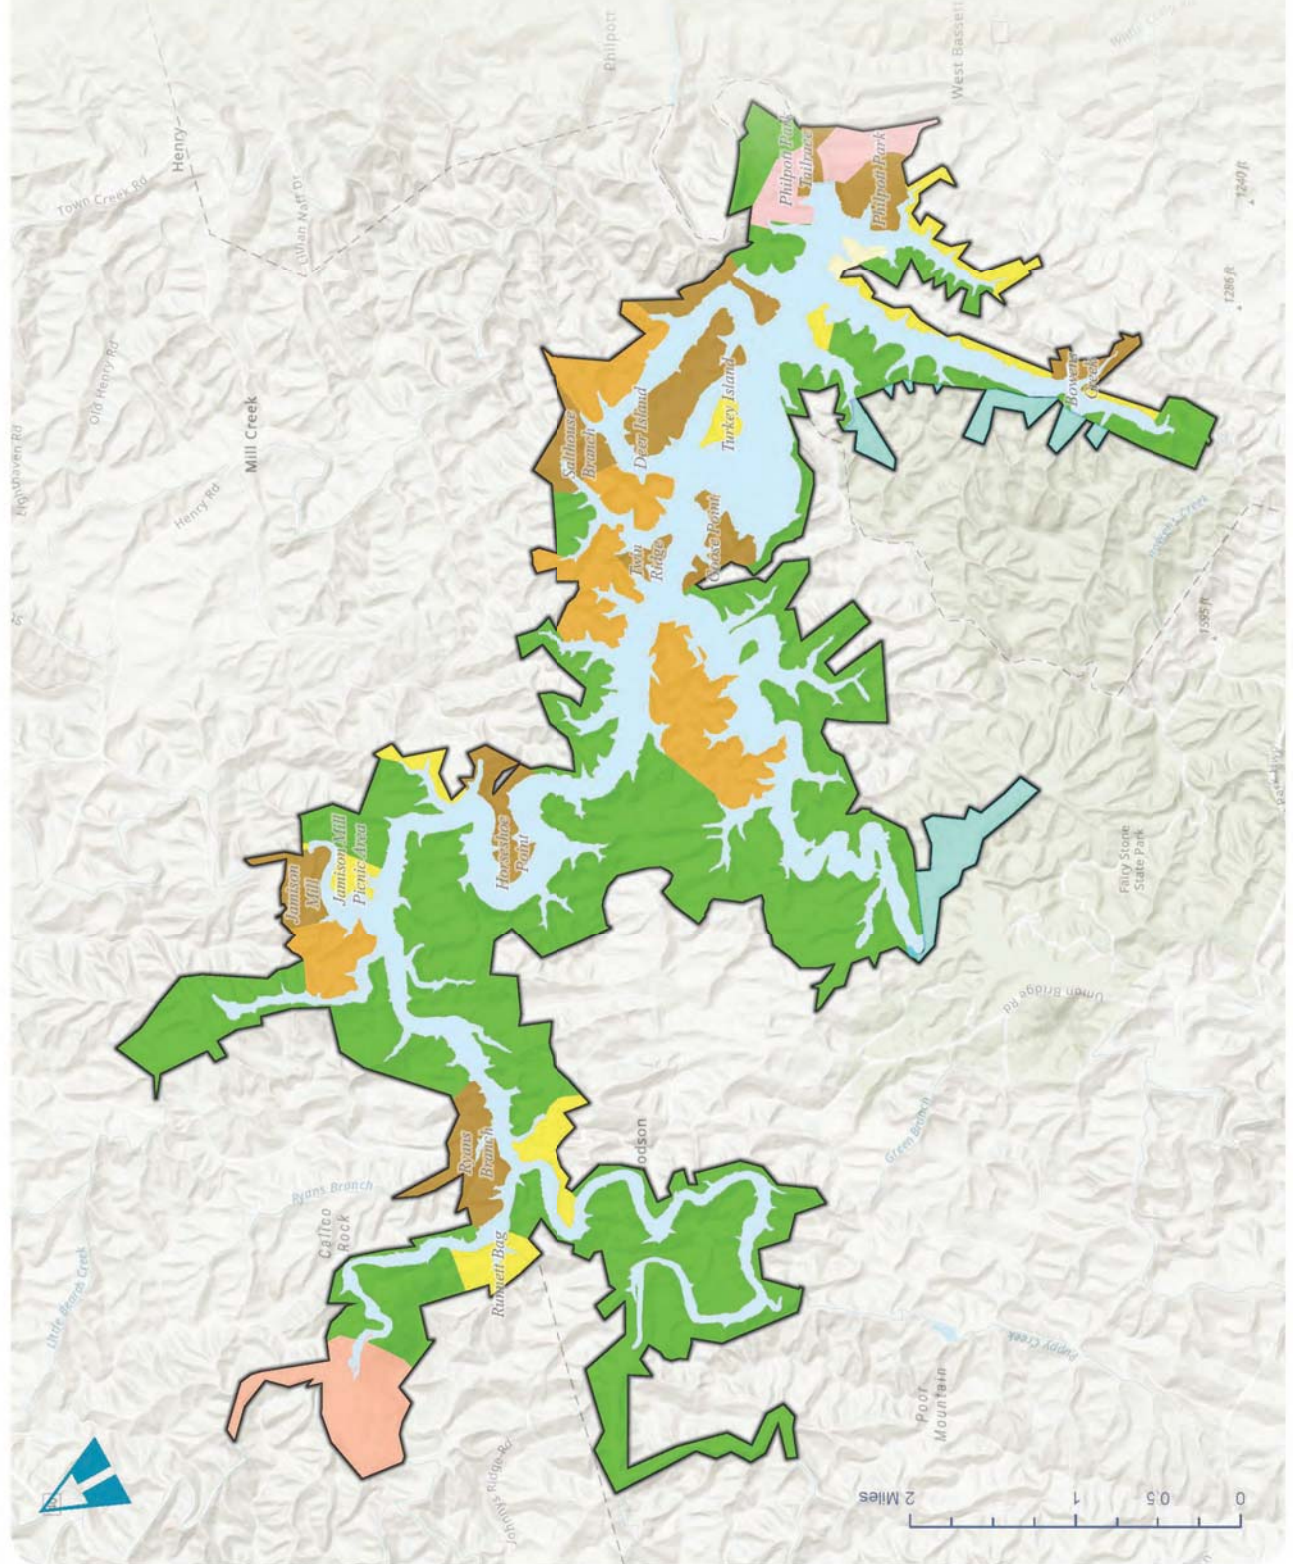 Philpott
West Bassett
Henry
Town Creek Rd
Lillian Naff Dr
Old Henry Rd
Mill Creek
Henry Rd
Philpott Park
Tailrace
Philpott Park
1240 ft
1286 ft
Bowens
Creek
Salthouse
Branch
Deer Island
Turkey Island
Twin
Ridge
Goose Point
1395 ft
Jamison
Mill
Jamison Mill
Picnic Area
Horseshoe
Point
Fairy Stone
State Park
Union Bridge Rd
Ryans
Branch
Ryans Branch
Calico
Rock
Runnett Bag
odson
Green Branch
Little Beards Creek
Puppy Creek
Poor
Mountain
Johnnys Ridge Rd
0 0.5 1 2 Miles